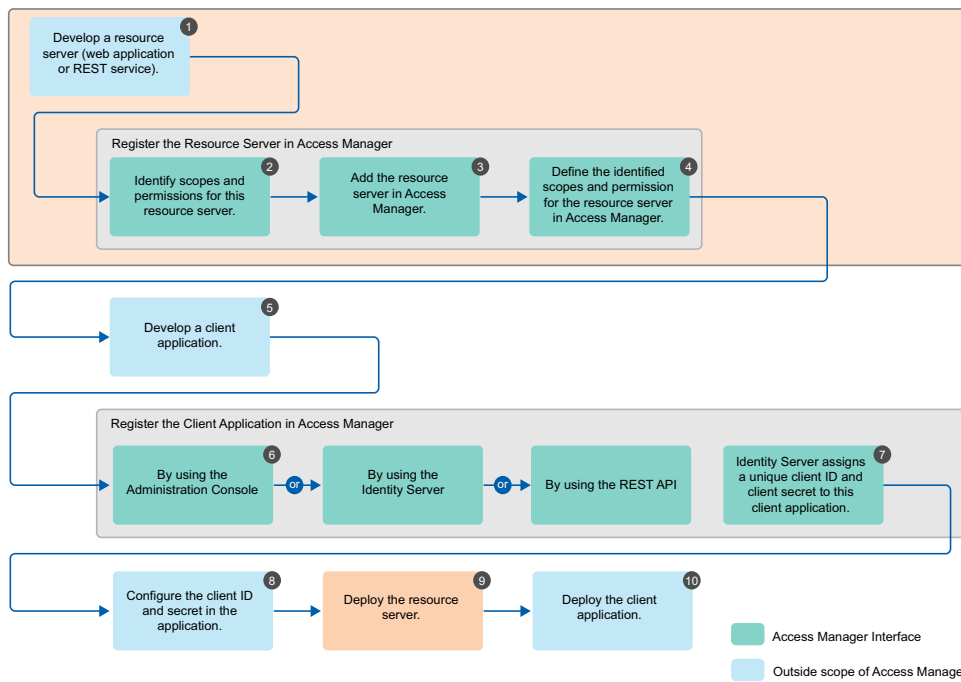 1
Develop a resource
server (web application
or REST service).
Register the Resource Server in Access Manager
2
Identify scopes and
permissions for this
resource server.
3
Add the resource
server in Access
Manager.
4
Define the identified
scopes and permission
for the resource server
in Access Manager.
5
Develop a client
application.
Register the Client Application in Access Manager
6
By using the
Administration Console
or
By using the
Identity Server
or
By using the REST API
7
Identity Server assigns
a unique client ID and
client secret to this
client application.
8
Configure the client ID
and secret in the
application.
9
Deploy the resource
server.
10
Deploy the client
application.
Access Manager Interface
Outside scope of Access Manage